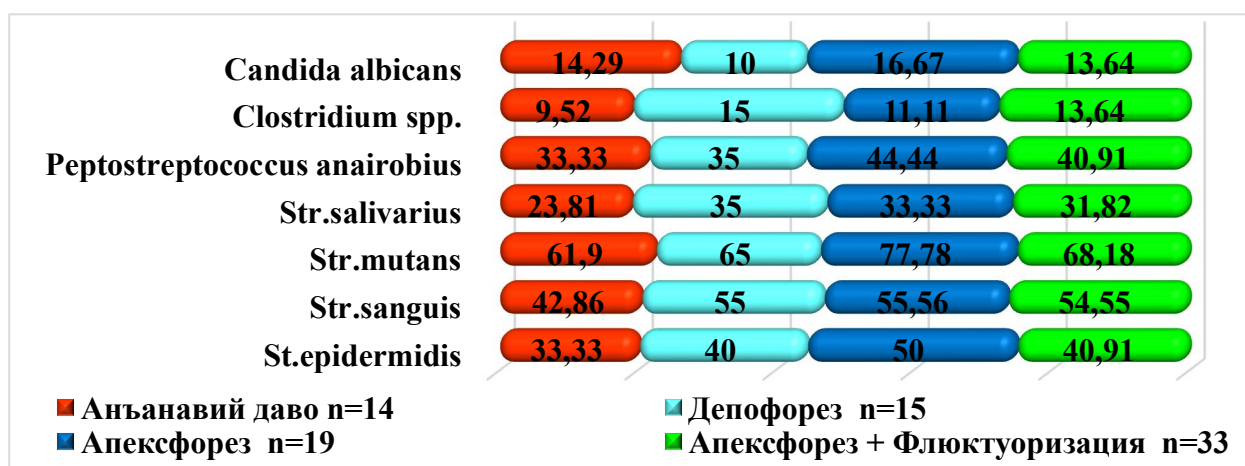 Candida albicans 14,29 10 16,67 13,64
Clostridium spp. 9,52 15 11,11 13,64
Peptostreptococcus anairobius 33,33 35 44,44 40,91
Str.salivarius 23,81 35 33,33 31,82
Str.mutans 61,9 65 77,78 68,18
Str.sanguis 42,86 55 55,56 54,55
St.epidermidis 33,33 40 50 40,91
Анъанавий даво n=14 Депофорез n=15
Апексфорез n=19 Апексфорез + Флюктуоризация n=33